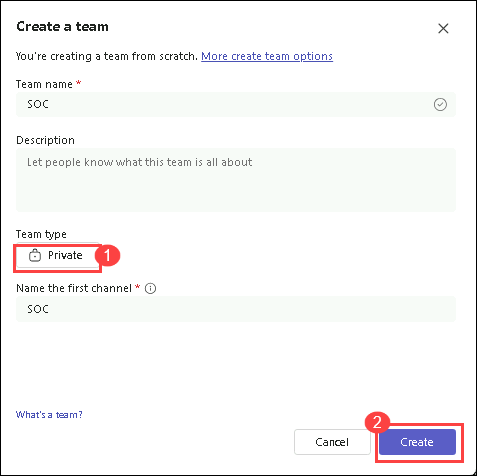 Create a team
You're creating a team from scratch. More create team options
Team name *
SOC
Description
Let people know what this team is all about
Team type
Private 1
Name the first channel *
SOC
What's a team?
2
Cancel Create